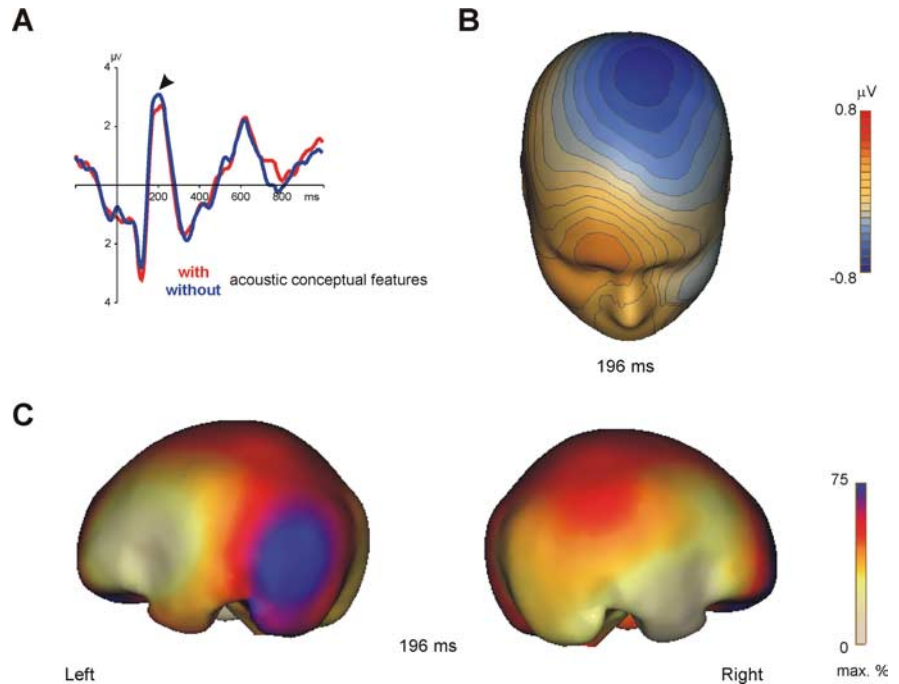 A
μV
4
2
200 400 600 800 ms
2
4
with
without
acoustic conceptual features
B
μV
0.8
-0.8
196 ms
C
75
0
max. %
196 ms
Left
Right